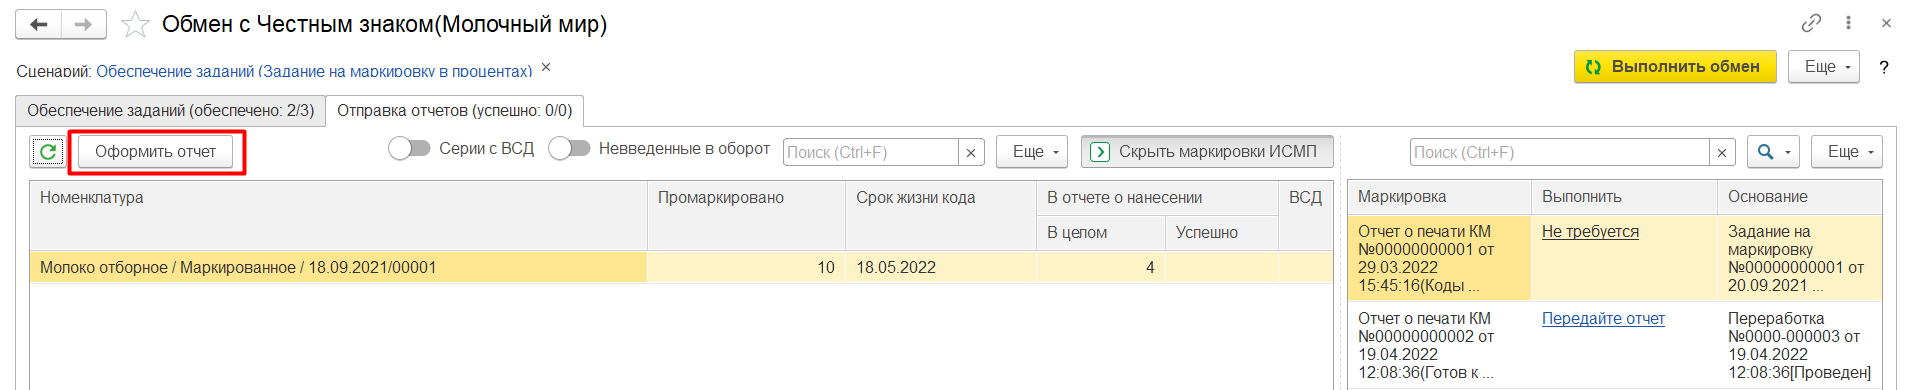 Обмен с Честным знаком(Молочный мир)
Сценарий: Обеспечение заданий (Задание на маркировку в процентах) ×
Выполнить обмен
Еще
?
Обеспечение заданий (обеспечено: 2/3)
Отправка отчетов (успешно: 0/0)
Оформить отчет
Серии с ВСД
Невведенные в оборот
Поиск (Ctrl+F)
×
Еще
Скрыть маркировки ИСМП
Поиск (Ctrl+F)
×
Еще
Номенклатура
Промаркировано
Срок жизни кода
В отчете о нанесении
ВСД
В целом
Успешно
Молоко отборное / Маркированное / 18.09.2021/00001
10
18.05.2022
4
Маркировка
Выполнить
Основание
Отчет о печати КМ
№00000000001 от
29.03.2022
15:45:16(Коды ...
Не требуется
Задание на
маркировку
№00000000001 от
20.09.2021 ...
Отчет о печати КМ
№00000000002 от
19.04.2022
12:08:36(Готов к ...
Передайте отчет
Переработка
№0000-000003 от
19.04.2022
12:08:36[Проведен]